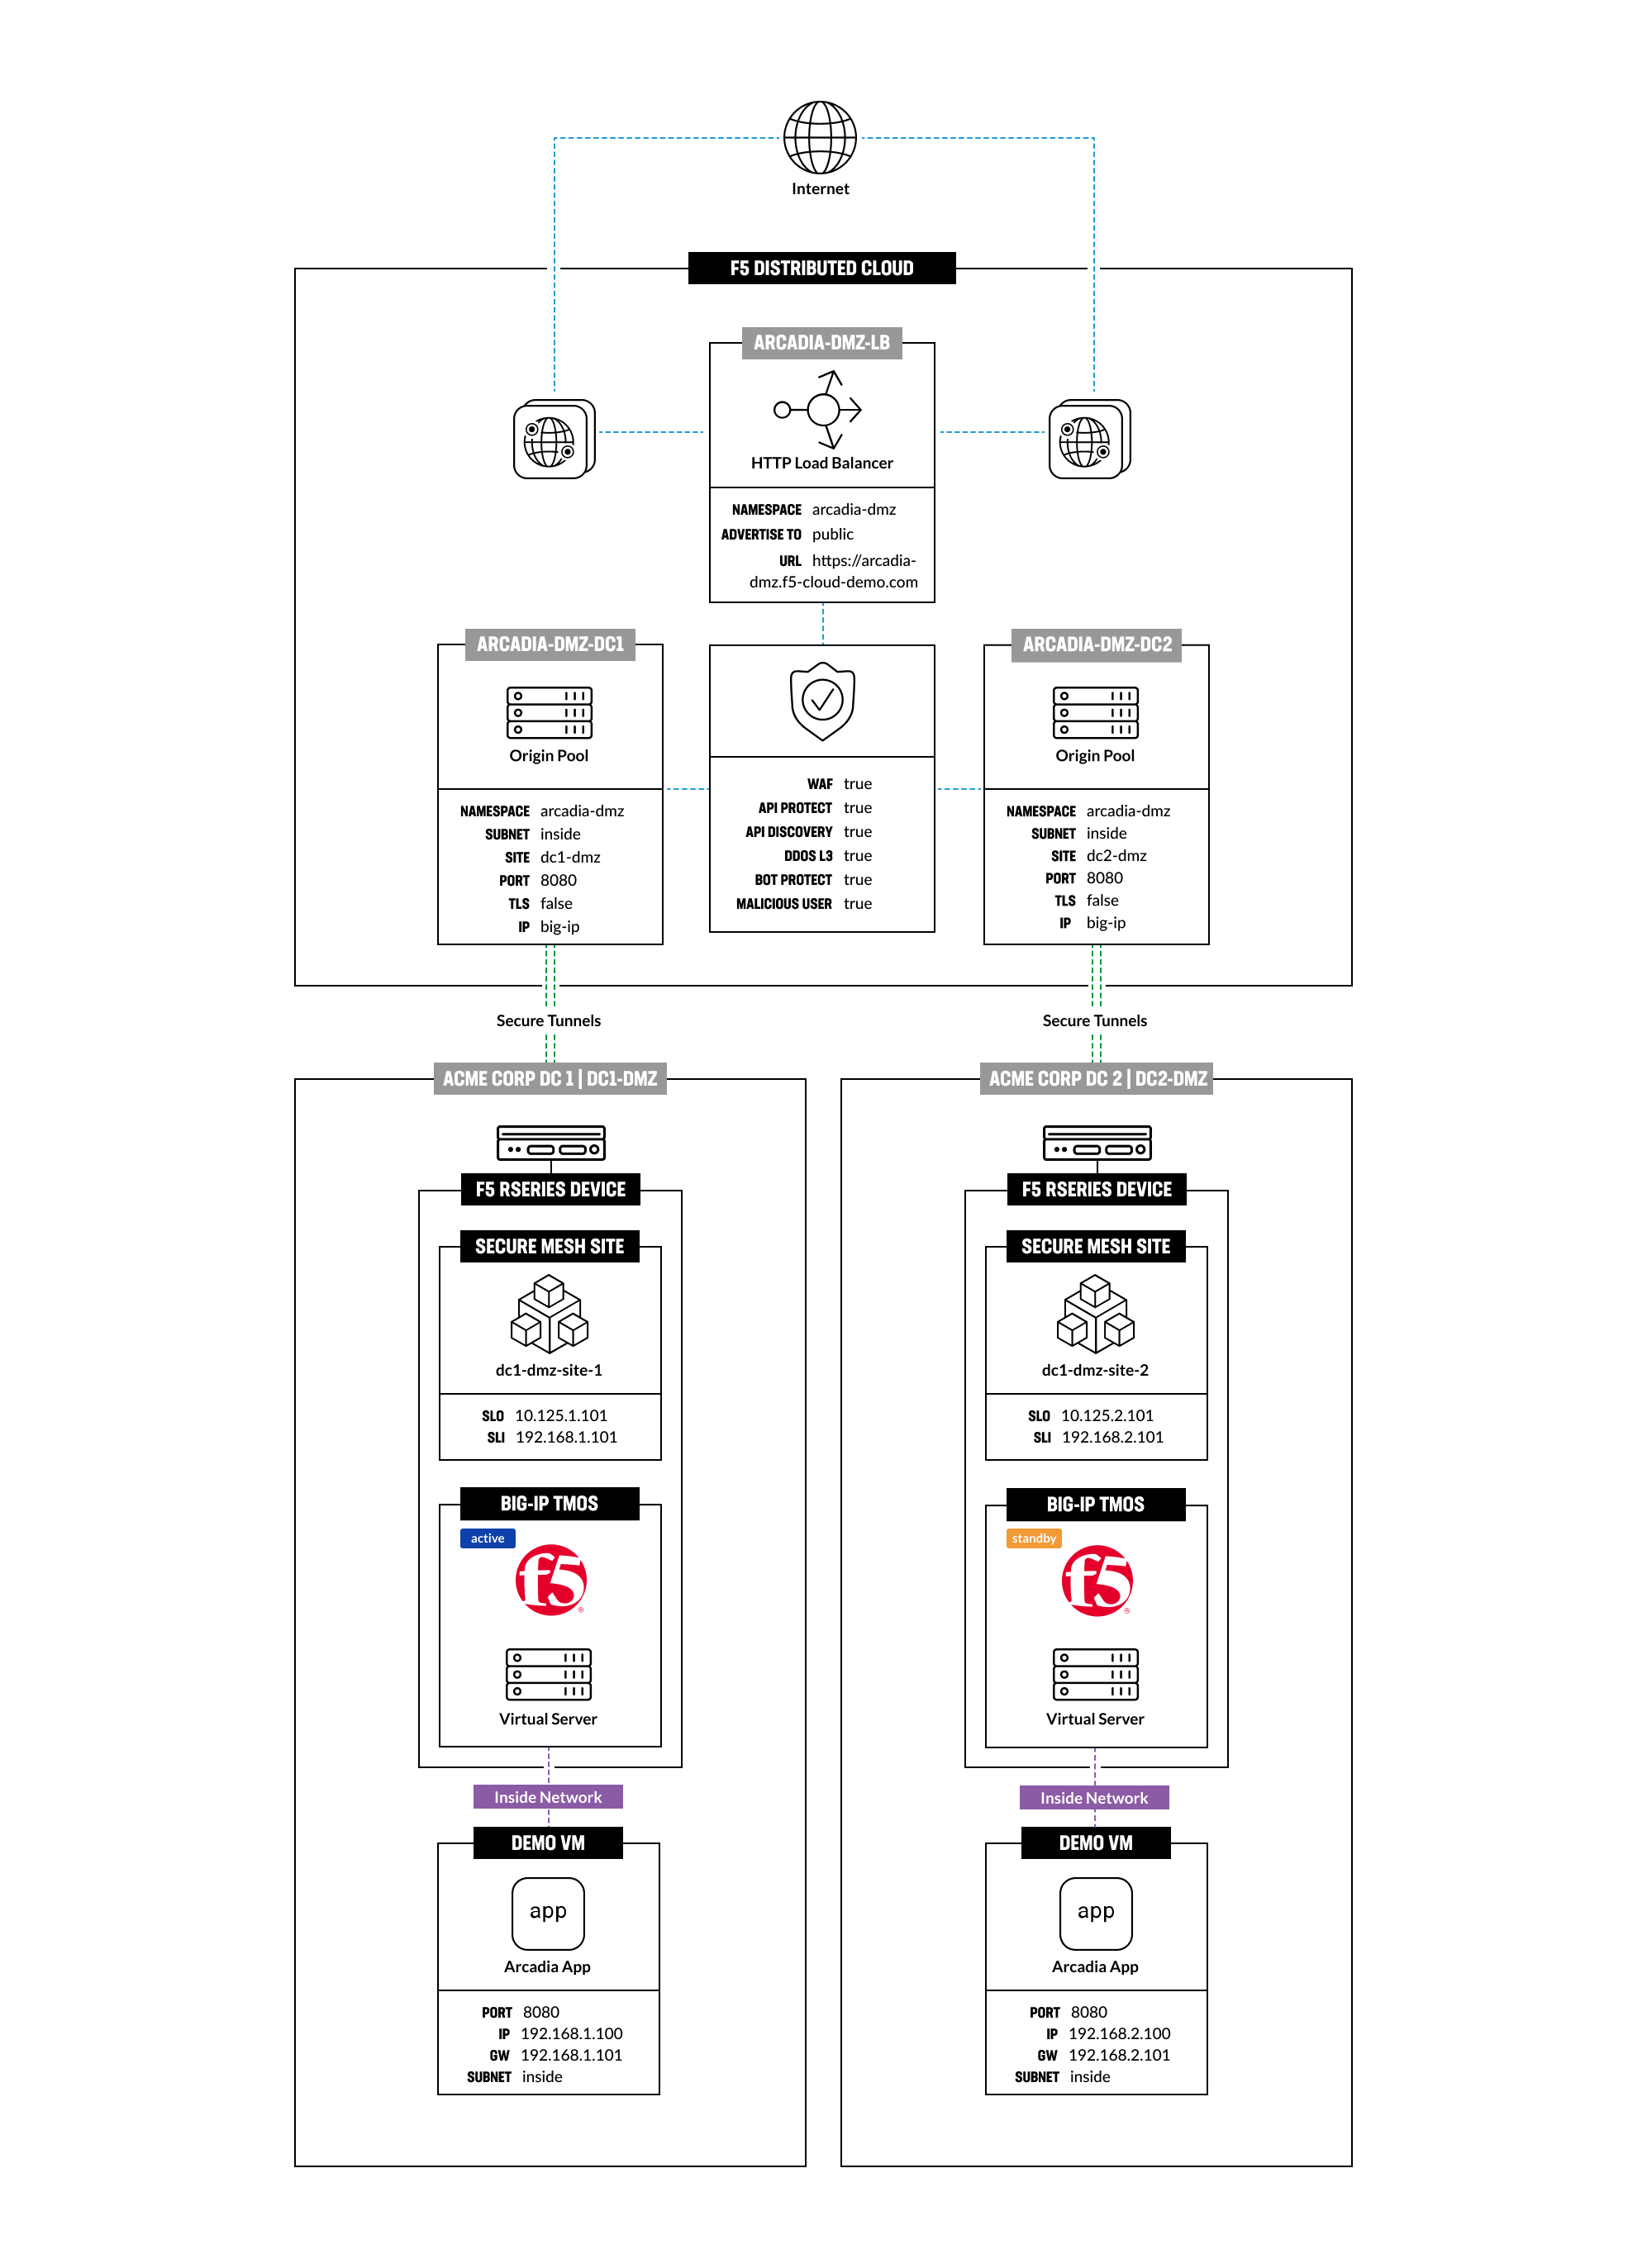 Internet
F5 DISTRIBUTED CLOUD
ARCADIA-DMZ-LB
HTTP Load Balancer
NAMESPACE arcadia-dmz
ADVERTISE TO public
URL https://arcadia-
dmz.f5-cloud-demo.com
ARCADIA-DMZ-DC1
Origin Pool
NAMESPACE arcadia-dmz
SUBNET inside
SITE dc1-dmz
PORT 8080
TLS false
IP big-ip
WAF true
API PROTECT true
API DISCOVERY true
DDOS L3 true
BOT PROTECT true
MALICIOUS USER true
ARCADIA-DMZ-DC2
Origin Pool
NAMESPACE arcadia-dmz
SUBNET inside
SITE dc2-dmz
PORT 8080
TLS false
IP big-ip
Secure Tunnels
Secure Tunnels
ACME CORP DC 1 | DC1-DMZ
F5 RSERIES DEVICE
SECURE MESH SITE
dc1-dmz-site-1
SLO 10.125.1.101
SLI 192.168.1.101
BIG-IP TMOS
active
f5
®
Virtual Server
Inside Network
DEMO VM
app
Arcadia App
PORT 8080
IP 192.168.1.100
GW 192.168.1.101
SUBNET inside
ACME CORP DC 2 | DC2-DMZ
F5 RSERIES DEVICE
SECURE MESH SITE
dc1-dmz-site-2
SLO 10.125.2.101
SLI 192.168.2.101
BIG-IP TMOS
standby
f5
®
Virtual Server
Inside Network
DEMO VM
app
Arcadia App
PORT 8080
IP 192.168.2.100
GW 192.168.2.101
SUBNET inside